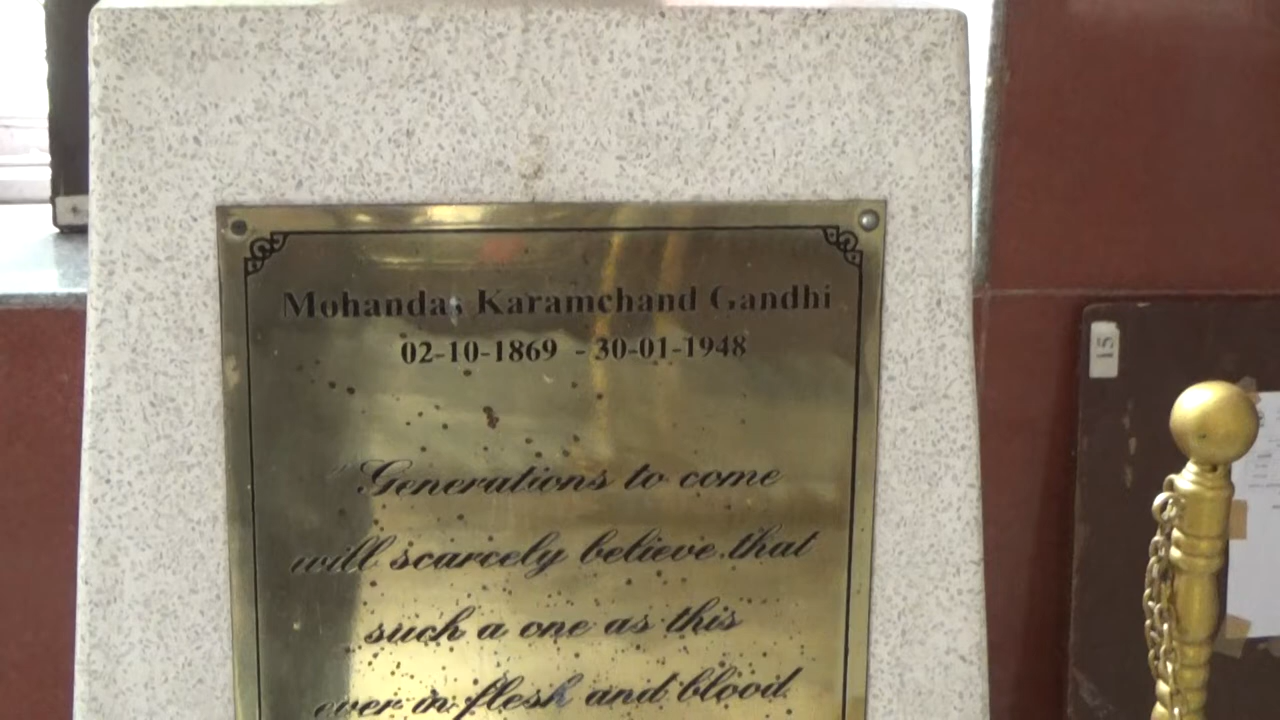 Mohandas Karamchand Gandhi
02-10-1869 - 30-01-1948
"Generations to come
will scarcely believe that
such a one as this
ever in flesh and blood
15